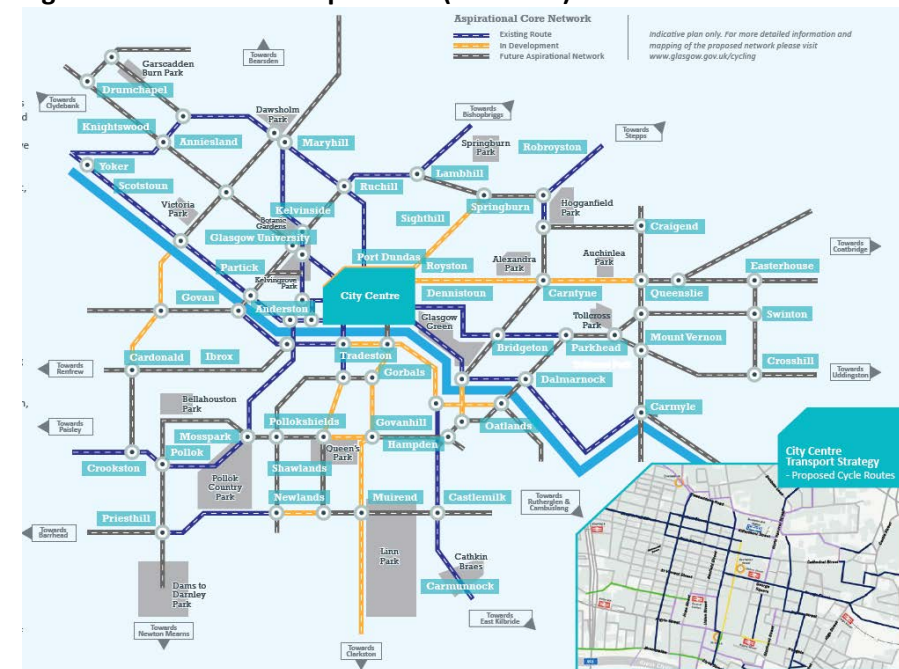 Aspirational Core Network
Existing Route
In Development
Future Aspirational Network
Indicative plan only. For more detailed information and
mapping of the proposed network please visit
www.glasgow.gov.uk/cycling
Towards
Bearsden
Garscadden
Burn Park
Drumchapel
Towards
Clydebank
Dawsholm
Park
Towards
Bishopbriggs
Towards
Stepps
Knightswood
Anniesland
Maryhill
Springburn
Park
Robroyston
Yoker
Scotstoun
Lambhill
Ruchill
Springburn
Hogganfield
Park
Victoria
Park
Kelvinside
Botanic
Gardens
Sighthill
Craigend
Glasgow University
Port Dundas
Royston
Alexandra
Park
Auchinlea
Park
Towards
Coatbridge
Partick
Kelvingrove
Park
City Centre
Dennistoun
Carntyne
Queenslie
Easterhouse
Govan
Anderston
Glasgow
Green
Tollcross
Park
Swinton
Cardonald
Ibrox
Tradeston
Bridgeton
Parkhead
Mount Vernon
Towards
Renfrew
Gorbals
Dalmarnock
Crosshill
Towards
Uddingston
Bellahouston
Park
Towards
Paisley
Pollokshields
Govanhill
Oatlands
Carmyle
Mosspark
Pollok
Queen's
Park
Hampden
Crookston
Shawlands
City Centre
Transport Strategy
- Proposed Cycle Routes
Pollok
Country
Park
Newlands
Muirend
Castlemilk
Towards
Rutherglen &
Cambuslang
Priesthill
Towards
Barrhead
Linn
Park
Cathkin
Braes
Carmunnock
Dams to
Darnley
Park
Towards
Newton Mearns
Towards
East Kilbride
Towards
Clarkston